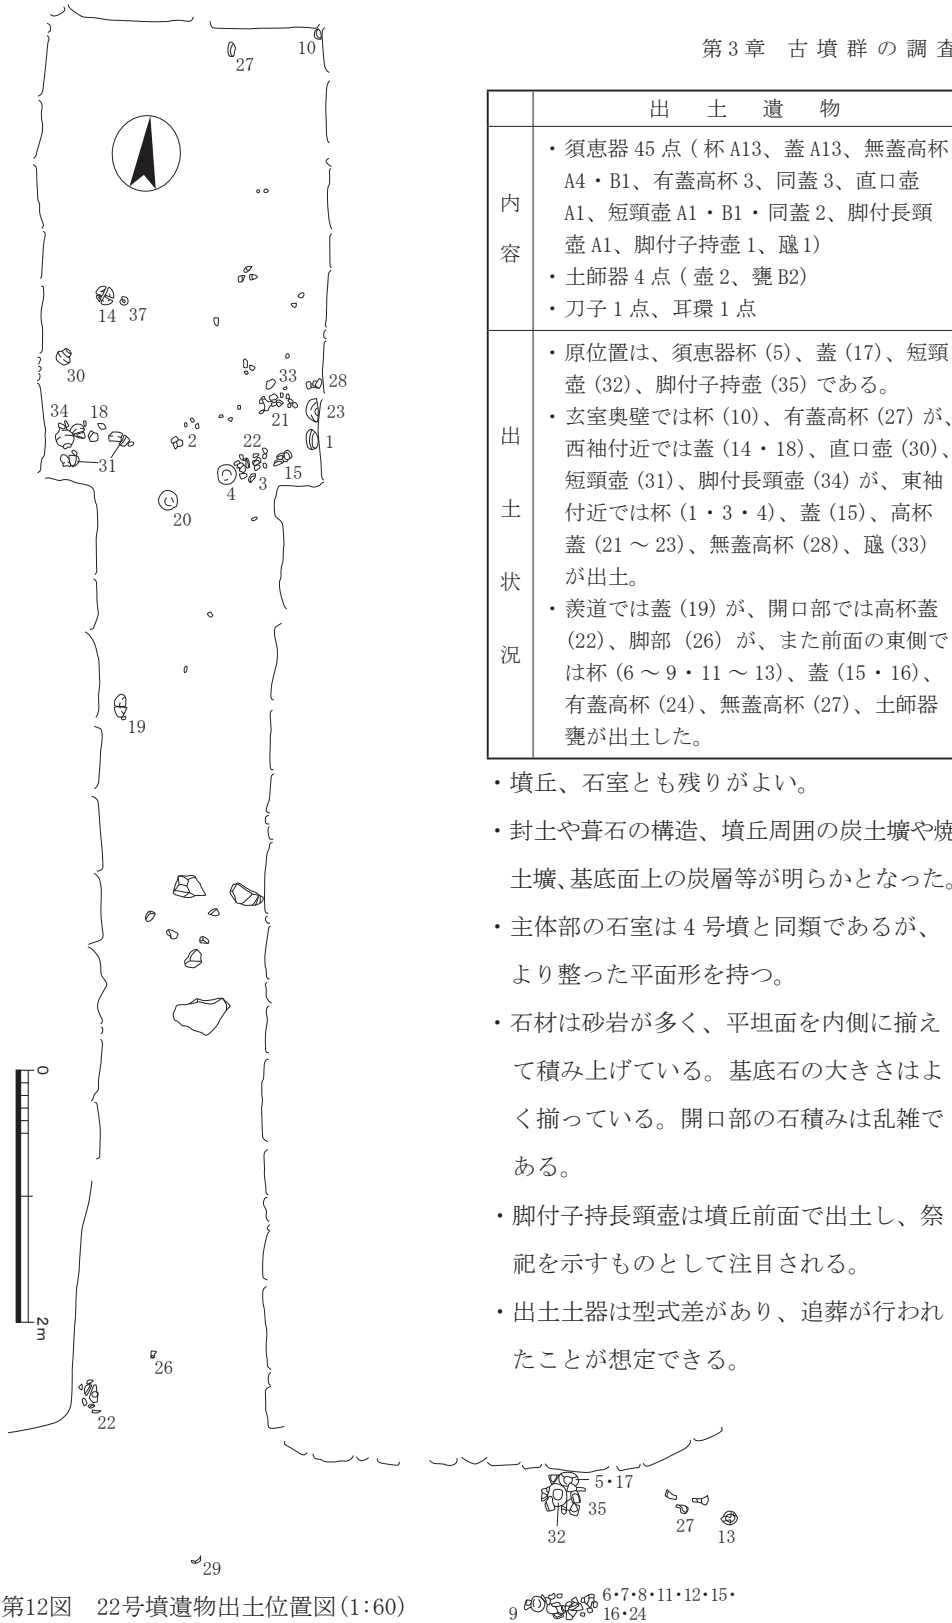 第3章 古墳群の調査
出土遺物
内容
・須恵器 45 点 ( 杯 A13、蓋 A13、無蓋高杯
A4・B1、有蓋高杯 3、同蓋 3、直口壺
A1、短頸壺 A1・B1・同蓋 2、脚付長頸
壺 A1、脚付子持壺 1、𤭯 1)
・土師器 4 点 ( 壺 2、甕 B2)
・刀子 1 点、耳環 1 点
出土状況
・原位置は、須恵器杯 (5)、蓋 (17)、短頸
壺 (32)、脚付子持壺 (35) である。
・玄室奥壁では杯 (10)、有蓋高杯 (27) が、
西袖付近では蓋 (14・18)、直口壺 (30)、
短頸壺 (31)、脚付長頸壺 (34) が、東袖
付近では杯 (1・3・4)、蓋 (15)、高杯
蓋 (21 ～ 23)、無蓋高杯 (28)、𤭯 (33)
が出土。
・羨道では蓋 (19) が、開口部では高杯蓋
(22)、脚部 (26) が、また前面の東側で
は杯 (6 ～ 9・11 ～ 13)、蓋 (15・16)、
有蓋高杯 (24)、無蓋高杯 (27)、土師器
甕が出土した。
・墳丘、石室とも残りがよい。
・封土や葺石の構造、墳丘周囲の炭土壙や焼
土壙、基底面上の炭層等が明らかとなった。
・主体部の石室は 4 号墳と同類であるが、
より整った平面形を持つ。
・石材は砂岩が多く、平坦面を内側に揃え
て積み上げている。基底石の大きさはよ
く揃っている。開口部の石積みは乱雑で
ある。
・脚付子持長頸壺は墳丘前面で出土し、祭
祀を示すものとして注目される。
・出土土器は型式差があり、追葬が行われ
たことが想定できる。
10
27
14 37
30
33
28
34 18
21
23
31
2
22
1
15
4 3
20
19
0
2m
26
22
5・17
35
32
27
13
29
9
6・7・8・11・12・15・
16・24
第12図 22号墳遺物出土位置図(1:60)